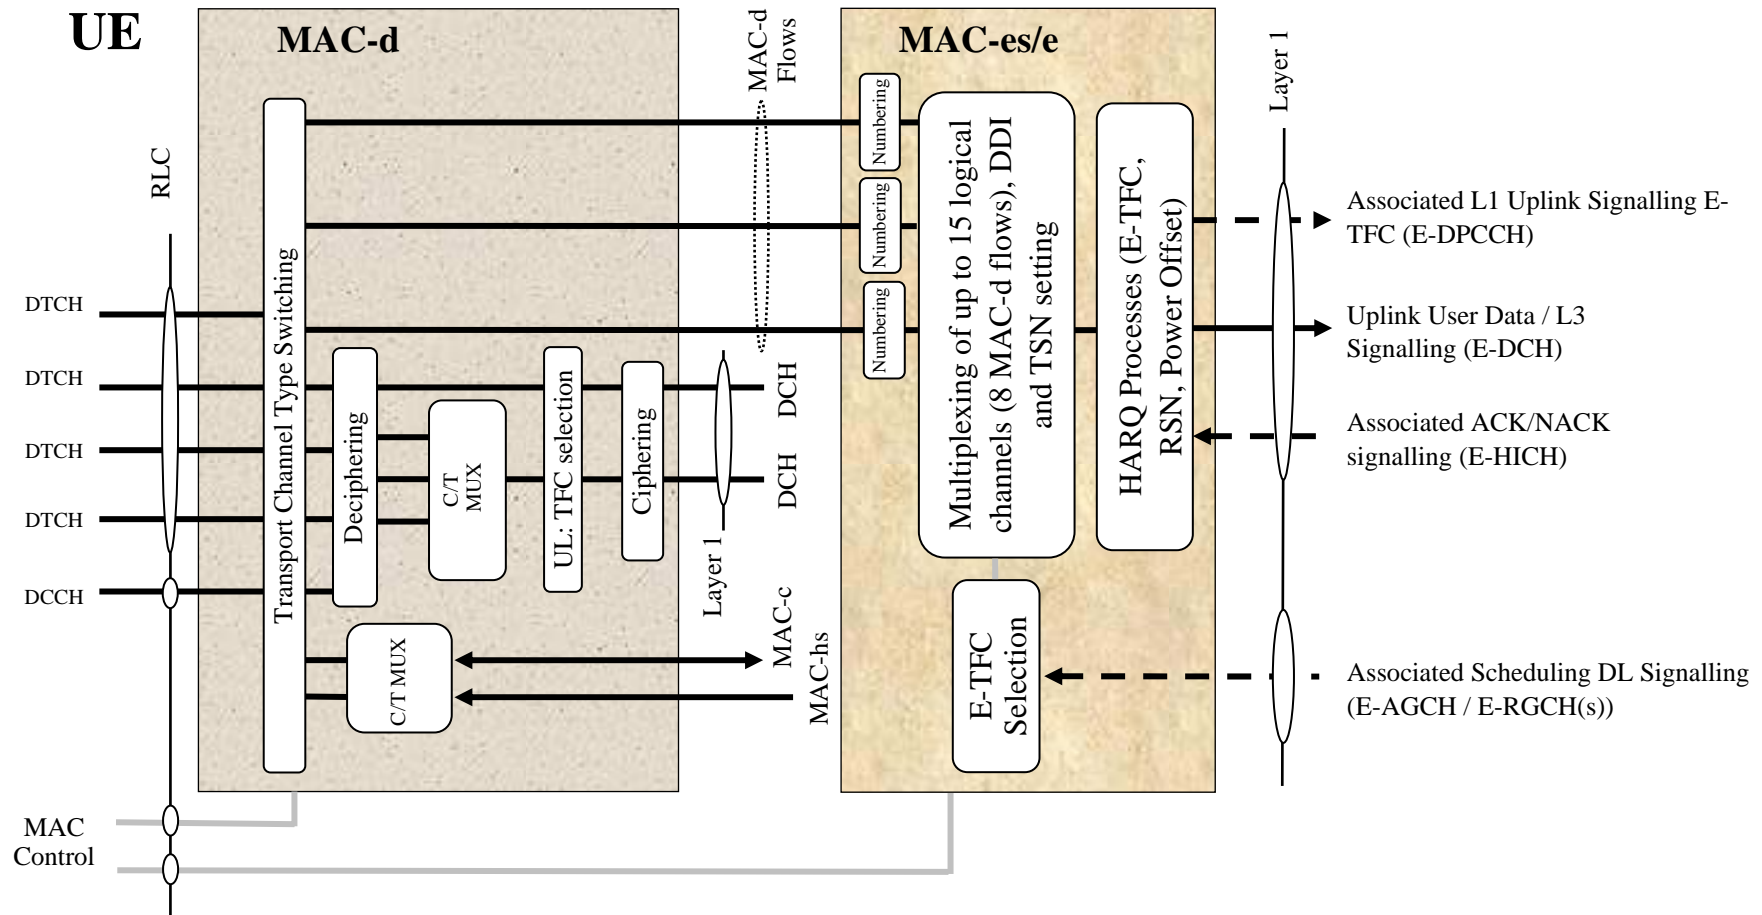 UE
MAC-d
MAC-d
Flows
MAC-es/e
Layer 1
RLC
DTCH
DTCH
DTCH
DTCH
DCCH
MAC
Control
Transport Channel Type Switching
Deciphering
C/T
MUX
UL: TFC selection
Ciphering
C/T MUX
Layer 1
DCH
DCH
MAC-c
MAC-hs
Numbering
Numbering
Numbering
Multiplexing of up to 15 logical
channels (8 MAC-d flows), DDI
and TSN setting
HARQ Processes (E-TFC,
RSN, Power Offset)
E-TFC
Selection
Associated L1 Uplink Signalling E-
TFC (E-DPCCH)
Uplink User Data / L3
Signalling (E-DCH)
Associated ACK/NACK
signalling (E-HICH)
Associated Scheduling DL Signalling
(E-AGCH / E-RGCH(s))